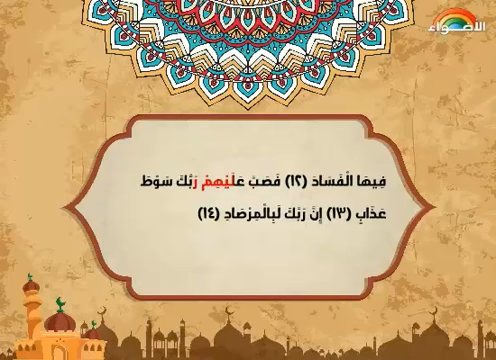 الأضواء
فِيهَا الْفَسَادَ (١٢) فَصَبَّ عَلَيْهِمْ رَبُّكَ سَوْطَ
عَذَابٍ (١٣) إِنَّ رَبَّكَ لَبِالْمِرْصَادِ (١٤)